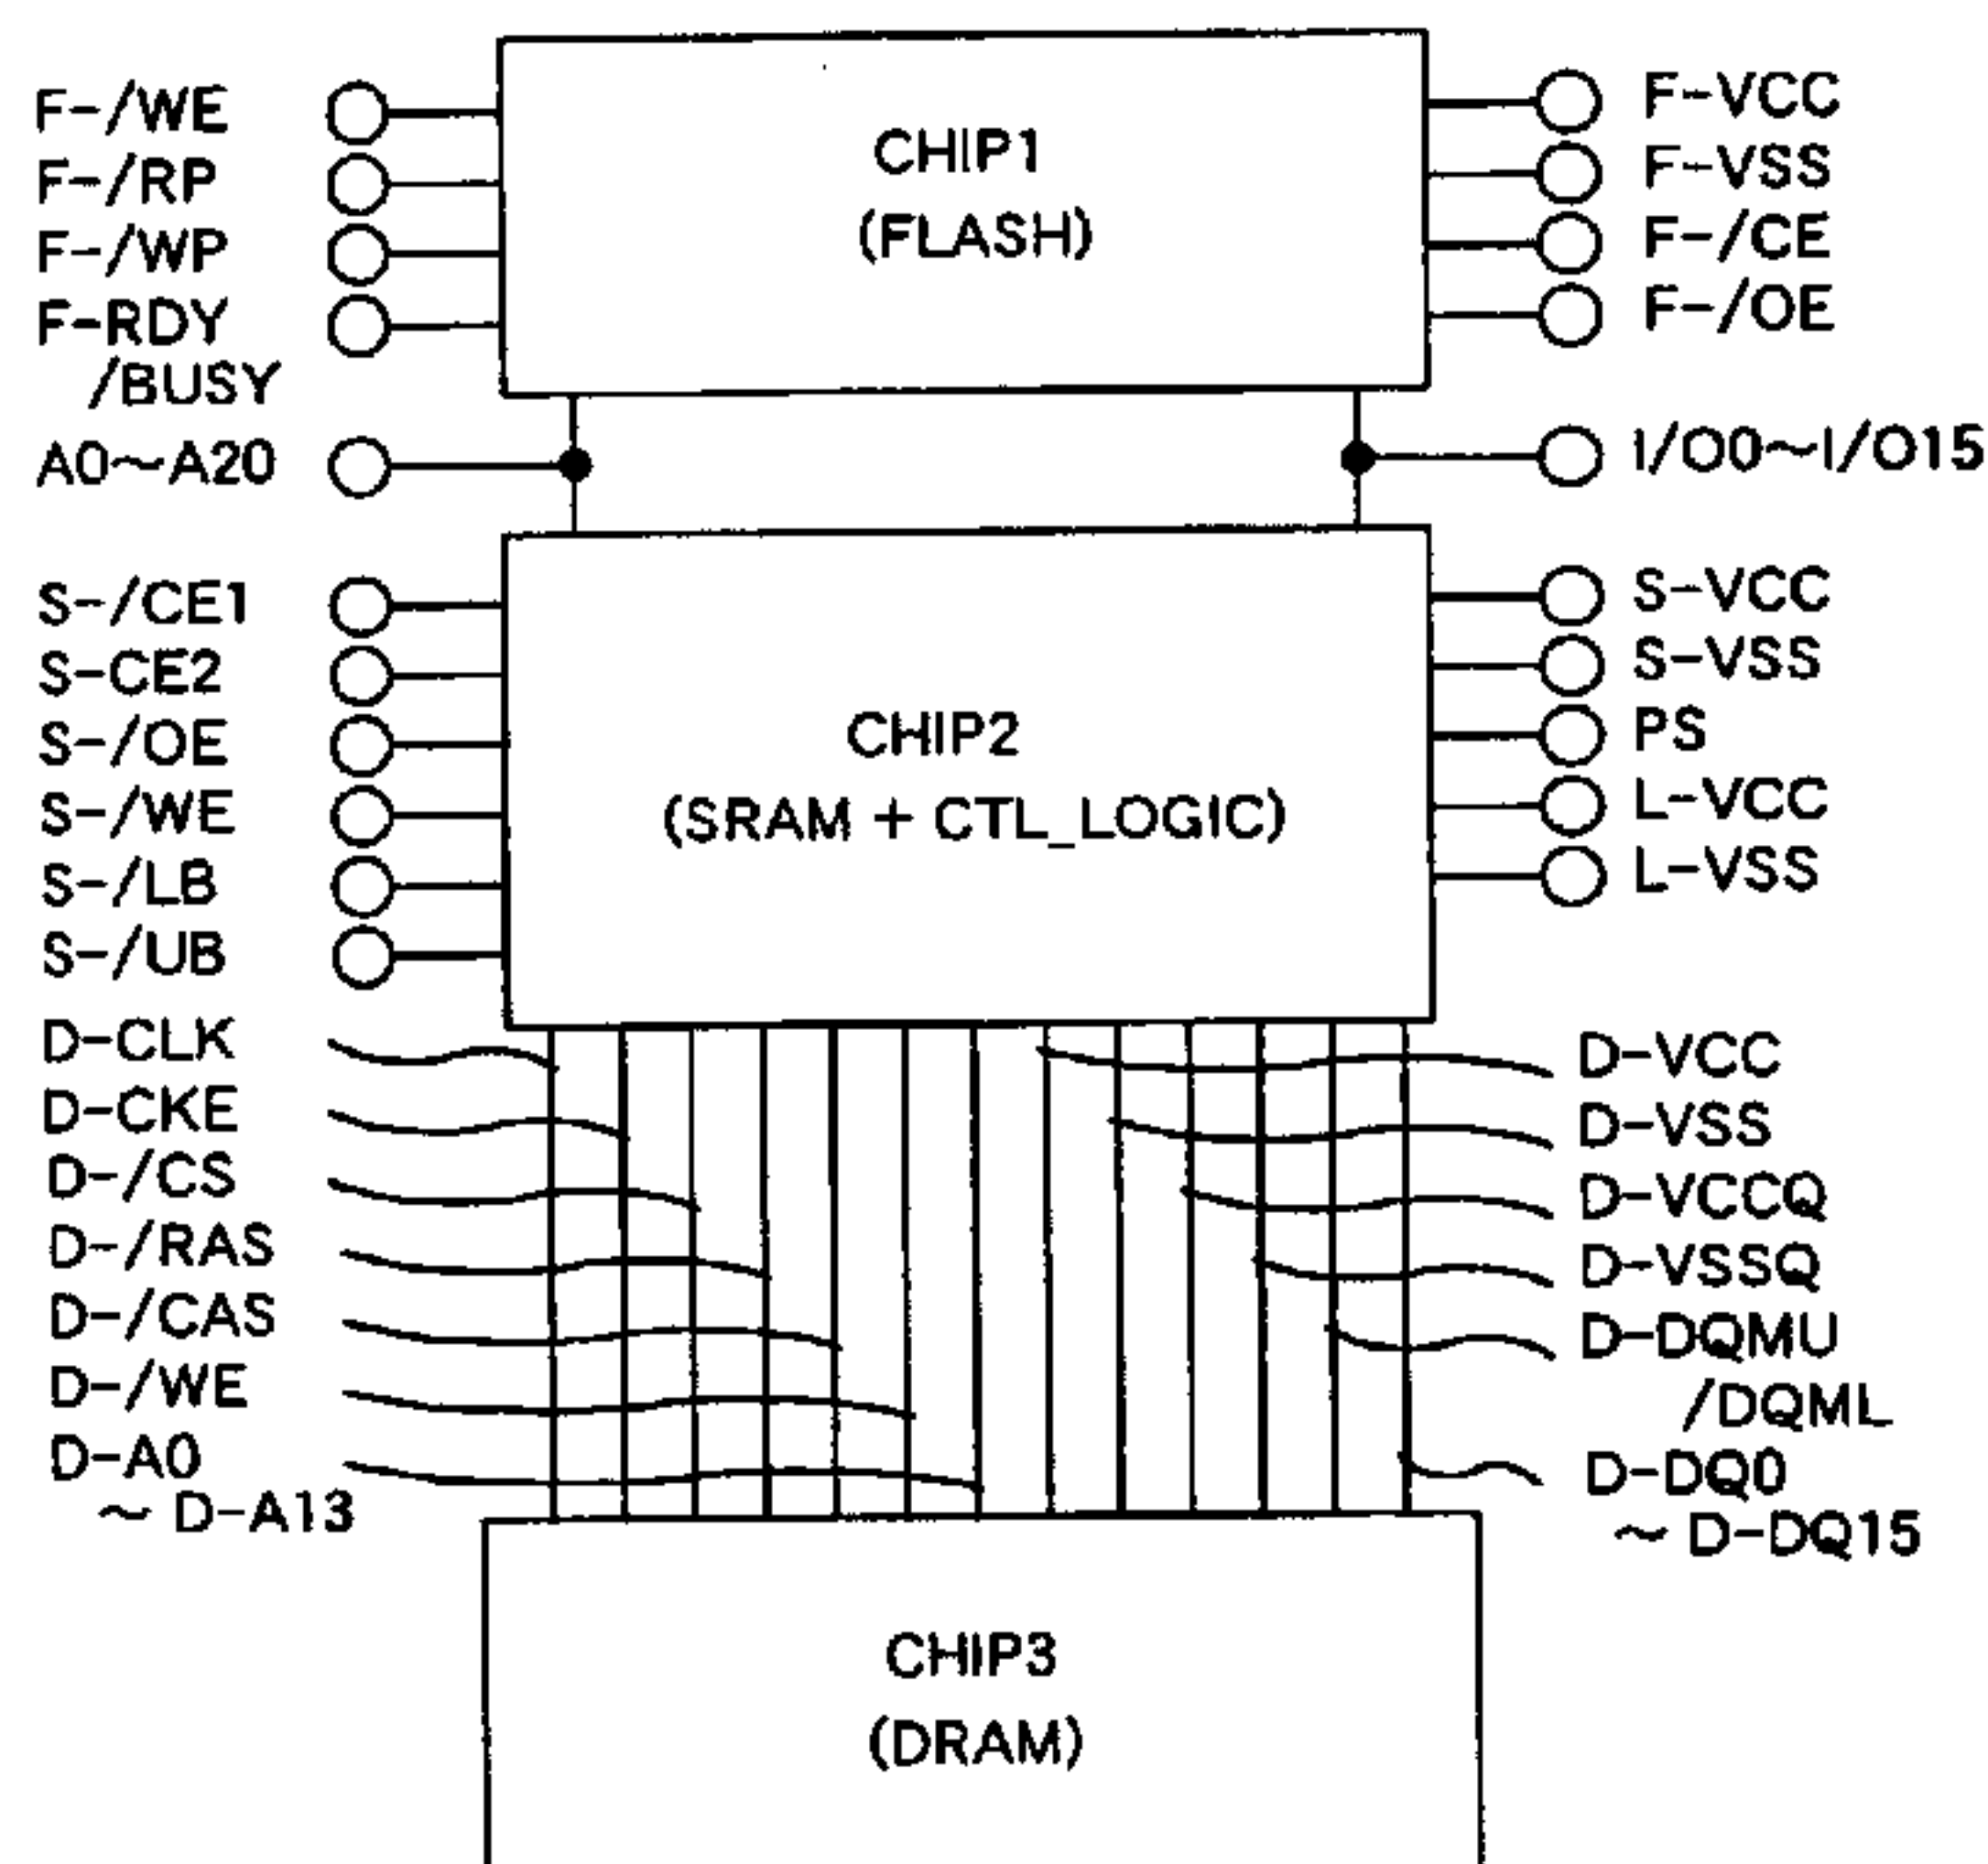 F-/WE
F-/RP
F-/WP
F-RDY
/BUSY
A0~A20
CHIP1
(FLASH)
F-VCC
F-VSS
F-/CE
F-/OE
I/O0~I/O15
S-/CE1
S-CE2
S-/OE
S-/WE
S-/LB
S-/UB
CHIP2
(SRAM + CTL_LOGIC)
S-VCC
S-VSS
PS
L-VCC
L-VSS
D-CLK
D-CKE
D-/CS
D-/RAS
D-/CAS
D-/WE
D-A0
~ D-A13
D-VCC
D-VSS
D-VCCQ
D-VSSQ
D-DQMU
/DQML
D-DQ0
~ D-DQ15
CHIP3
(DRAM)